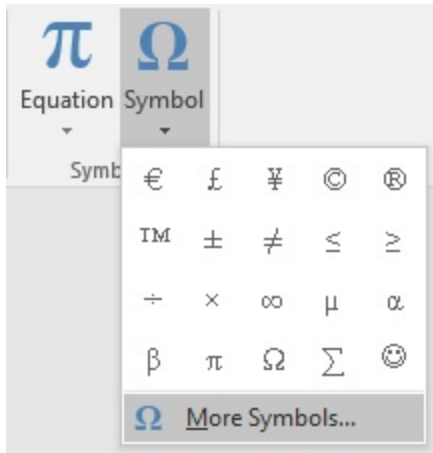 π Ω
Equation Symbol
Symb
€ £ ¥ © ®
TM ± ≠ ≤ ≥
÷ × ∞ µ α
β π Ω ∑ ☺
Ω More Symbols...